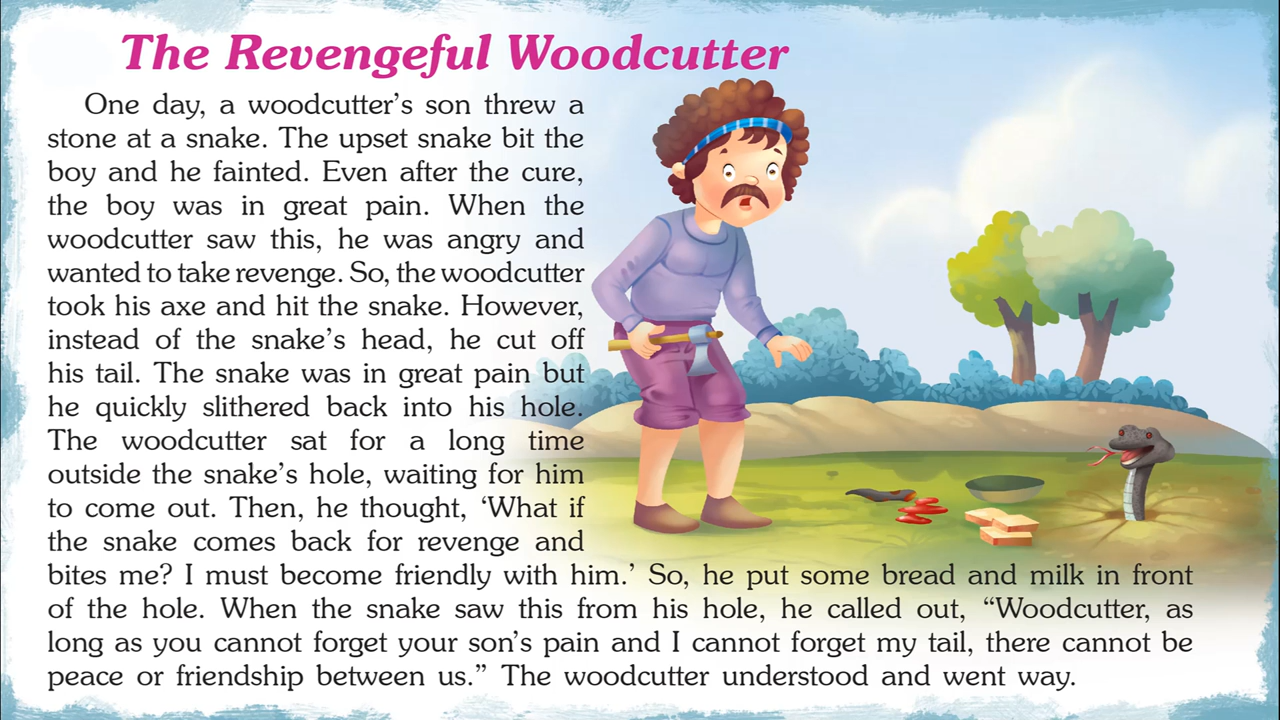 The Revengeful Woodcutter
One day, a woodcutter’s son threw a
stone at a snake. The upset snake bit the
boy and he fainted. Even after the cure,
the boy was in great pain. When the
woodcutter saw this, he was angry and
wanted to take revenge. So, the woodcutter
took his axe and hit the snake. However,
instead of the snake’s head, he cut off
his tail. The snake was in great pain but
he quickly slithered back into his hole.
The woodcutter sat for a long time
outside the snake’s hole, waiting for him
to come out. Then, he thought, ‘What if
the snake comes back for revenge and
bites me? I must become friendly with him.’ So, he put some bread and milk in front
of the hole. When the snake saw this from his hole, he called out, “Woodcutter, as
long as you cannot forget your son’s pain and I cannot forget my tail, there cannot be
peace or friendship between us.” The woodcutter understood and went way.